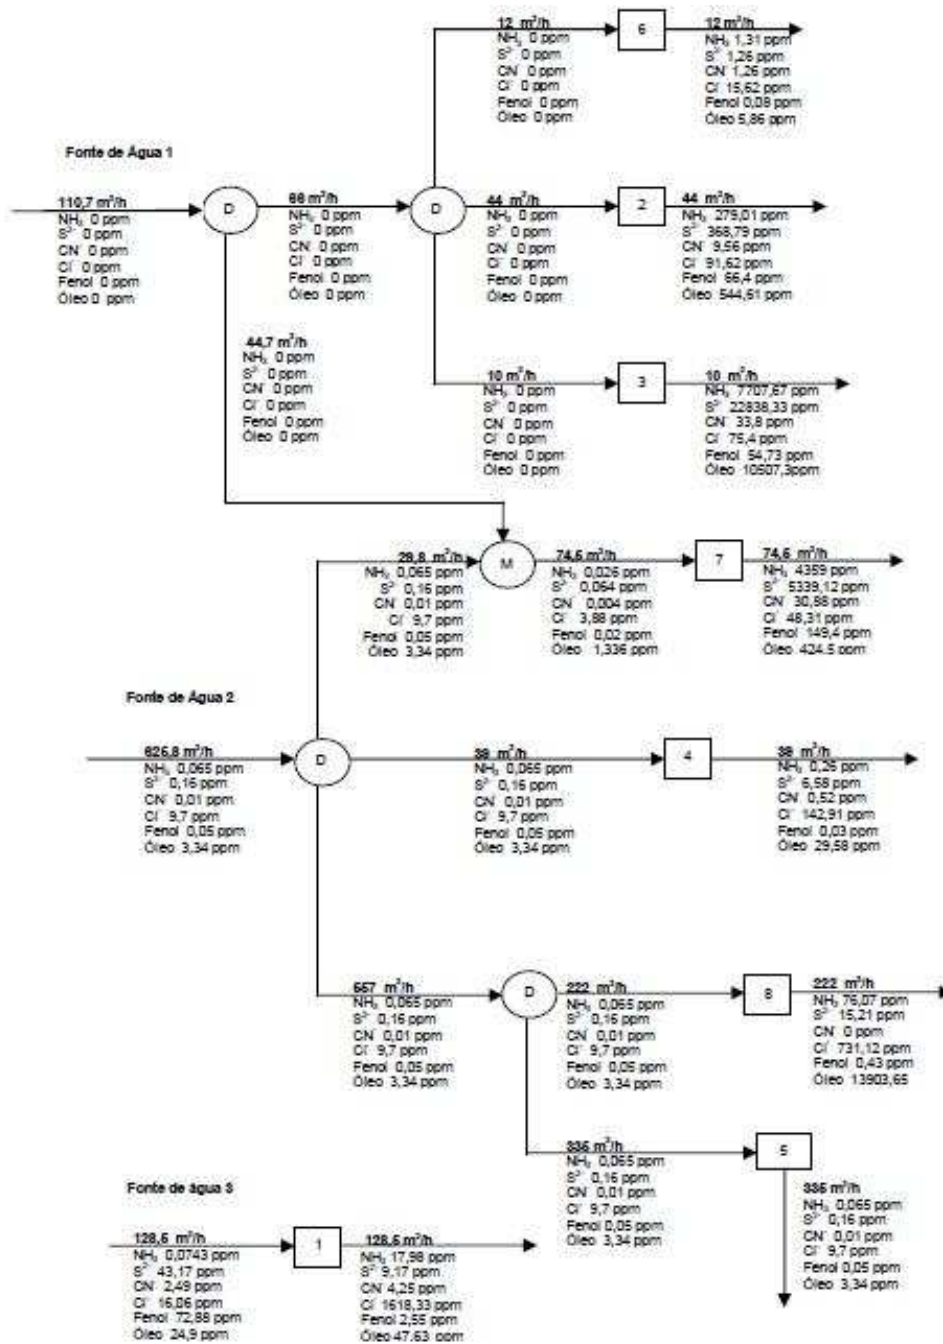 12 m³/h
NH₃ 0 ppm
S²⁻ 0 ppm
CN⁻ 0 ppm
Cl⁻ 0 ppm
Fenol 0 ppm
Óleo 0 ppm
6
12 m³/h
NH₃ 1,31 ppm
S²⁻ 1,26 ppm
CN⁻ 1,26 ppm
Cl⁻ 15,62 ppm
Fenol 0,08 ppm
Óleo 5,86 ppm
Fonte de Água 1
110,7 m³/h
NH₃ 0 ppm
S²⁻ 0 ppm
CN⁻ 0 ppm
Cl⁻ 0 ppm
Fenol 0 ppm
Óleo 0 ppm
D
66 m³/h
NH₃ 0 ppm
S²⁻ 0 ppm
CN⁻ 0 ppm
Cl⁻ 0 ppm
Fenol 0 ppm
Óleo 0 ppm
D
44 m³/h
NH₃ 0 ppm
S²⁻ 0 ppm
CN⁻ 0 ppm
Cl⁻ 0 ppm
Fenol 0 ppm
Óleo 0 ppm
2
44 m³/h
NH₃ 279,01 ppm
S²⁻ 368,79 ppm
CN⁻ 9,56 ppm
Cl⁻ 91,62 ppm
Fenol 66,4 ppm
Óleo 544,61 ppm
44,7 m³/h
NH₃ 0 ppm
S²⁻ 0 ppm
CN⁻ 0 ppm
Cl⁻ 0 ppm
Fenol 0 ppm
Óleo 0 ppm
10 m³/h
NH₃ 0 ppm
S²⁻ 0 ppm
CN⁻ 0 ppm
Cl⁻ 0 ppm
Fenol 0 ppm
Óleo 0 ppm
3
10 m³/h
NH₃ 7707,67 ppm
S²⁻ 22838,33 ppm
CN⁻ 33,8 ppm
Cl⁻ 75,4 ppm
Fenol 54,73 ppm
Óleo 10507,3ppm
29,8 m³/h
NH₃ 0,065 ppm
S²⁻ 0,16 ppm
CN⁻ 0,01 ppm
Cl⁻ 9,7 ppm
Fenol 0,05 ppm
Óleo 3,34 ppm
M
74,5 m³/h
NH₃ 0,026 ppm
S²⁻ 0,064 ppm
CN⁻ 0,004 ppm
Cl⁻ 3,88 ppm
Fenol 0,02 ppm
Óleo 1,336 ppm
7
74,5 m³/h
NH₃ 4359 ppm
S²⁻ 5339,12 ppm
CN⁻ 30,98 ppm
Cl⁻ 48,31 ppm
Fenol 149,4 ppm
Óleo 424,5 ppm
Fonte de Água 2
625,8 m³/h
NH₃ 0,065 ppm
S²⁻ 0,16 ppm
CN⁻ 0,01 ppm
Cl⁻ 9,7 ppm
Fenol 0,05 ppm
Óleo 3,34 ppm
D
39 m³/h
NH₃ 0,065 ppm
S²⁻ 0,16 ppm
CN⁻ 0,01 ppm
Cl⁻ 9,7 ppm
Fenol 0,05 ppm
Óleo 3,34 ppm
4
39 m³/h
NH₃ 0,26 ppm
S²⁻ 6,58 ppm
CN⁻ 0,52 ppm
Cl⁻ 142,91 ppm
Fenol 0,03 ppm
Óleo 29,58 ppm
557 m³/h
NH₃ 0,065 ppm
S²⁻ 0,16 ppm
CN⁻ 0,01 ppm
Cl⁻ 9,7 ppm
Fenol 0,05 ppm
Óleo 3,34 ppm
D
222 m³/h
NH₃ 0,065 ppm
S²⁻ 0,16 ppm
CN⁻ 0,01 ppm
Cl⁻ 9,7 ppm
Fenol 0,05 ppm
Óleo 3,34 ppm
8
222 m³/h
NH₃ 76,07 ppm
S²⁻ 15,21 ppm
CN⁻ 0 ppm
Cl⁻ 731,12 ppm
Fenol 0,43 ppm
Óleo 13903,65
335 m³/h
NH₃ 0,065 ppm
S²⁻ 0,16 ppm
CN⁻ 0,01 ppm
Cl⁻ 9,7 ppm
Fenol 0,05 ppm
Óleo 3,34 ppm
5
335 m³/h
NH₃ 0,065 ppm
S²⁻ 0,16 ppm
CN⁻ 0,01 ppm
Cl⁻ 9,7 ppm
Fenol 0,05 ppm
Óleo 3,34 ppm
Fonte de água 3
128,5 m³/h
NH₃ 0,0743 ppm
S²⁻ 43,17 ppm
CN⁻ 2,49 ppm
Cl⁻ 16,06 ppm
Fenol 72,88 ppm
Óleo 24,9 ppm
1
128,5 m³/h
NH₃ 17,98 ppm
S²⁻ 9,17 ppm
CN⁻ 4,25 ppm
Cl⁻ 1618,33 ppm
Fenol 2,55 ppm
Óleo 47,63 ppm